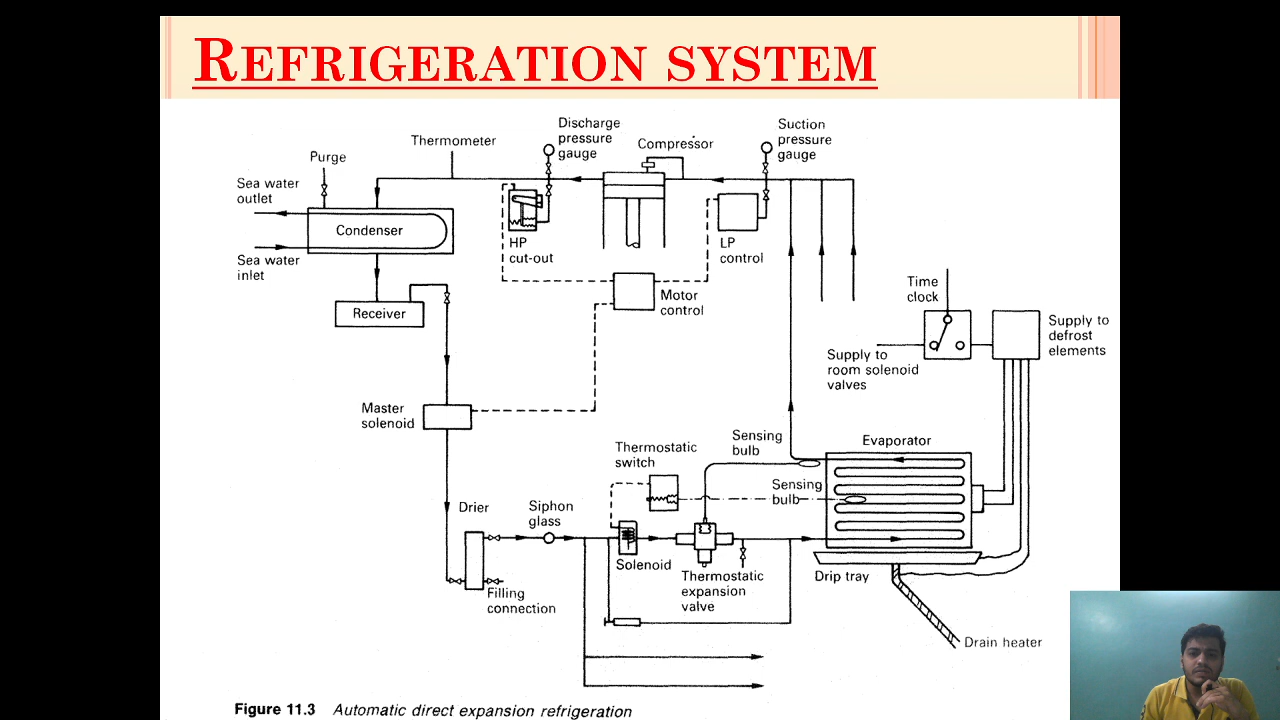 REFRIGERATION SYSTEM
Discharge
pressure
gauge
Suction
pressure
gauge
Thermometer
Compressor
Purge
Sea water
outlet
Condenser
Sea water
inlet
HP
cut-out
LP
control
Motor
control
Receiver
Time
clock
Supply to
defrost
elements
Supply to
room solenoid
valves
Master
solenoid
Thermostatic
switch
Sensing
bulb
Evaporator
Sensing
bulb
Drier
Siphon
glass
Solenoid
Thermostatic
expansion
valve
Drip tray
Filling
connection
Drain heater
Figure 11.3 Automatic direct expansion refrigeration